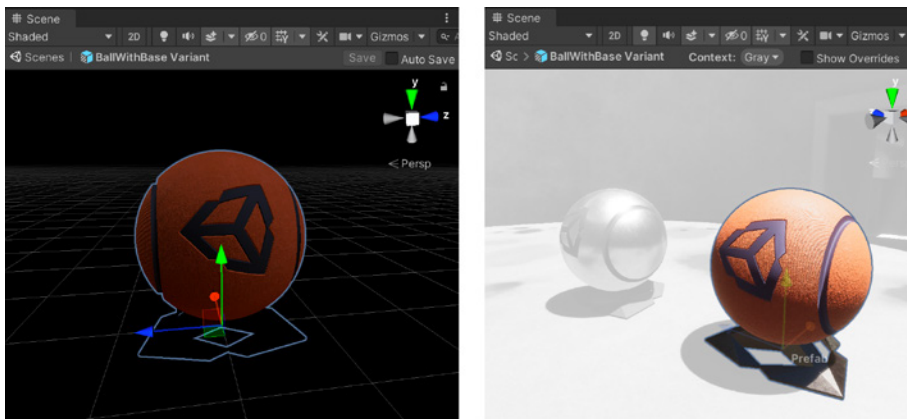 Scene
Shaded 2D 0 Gizmos
Scenes BallWithBase Variant Save Auto Save
y
z
Persp
Scene
Shaded 2D 0 Gizmos
Sc > BallWithBase Variant Context: Gray Show Overrides
y
Prefab